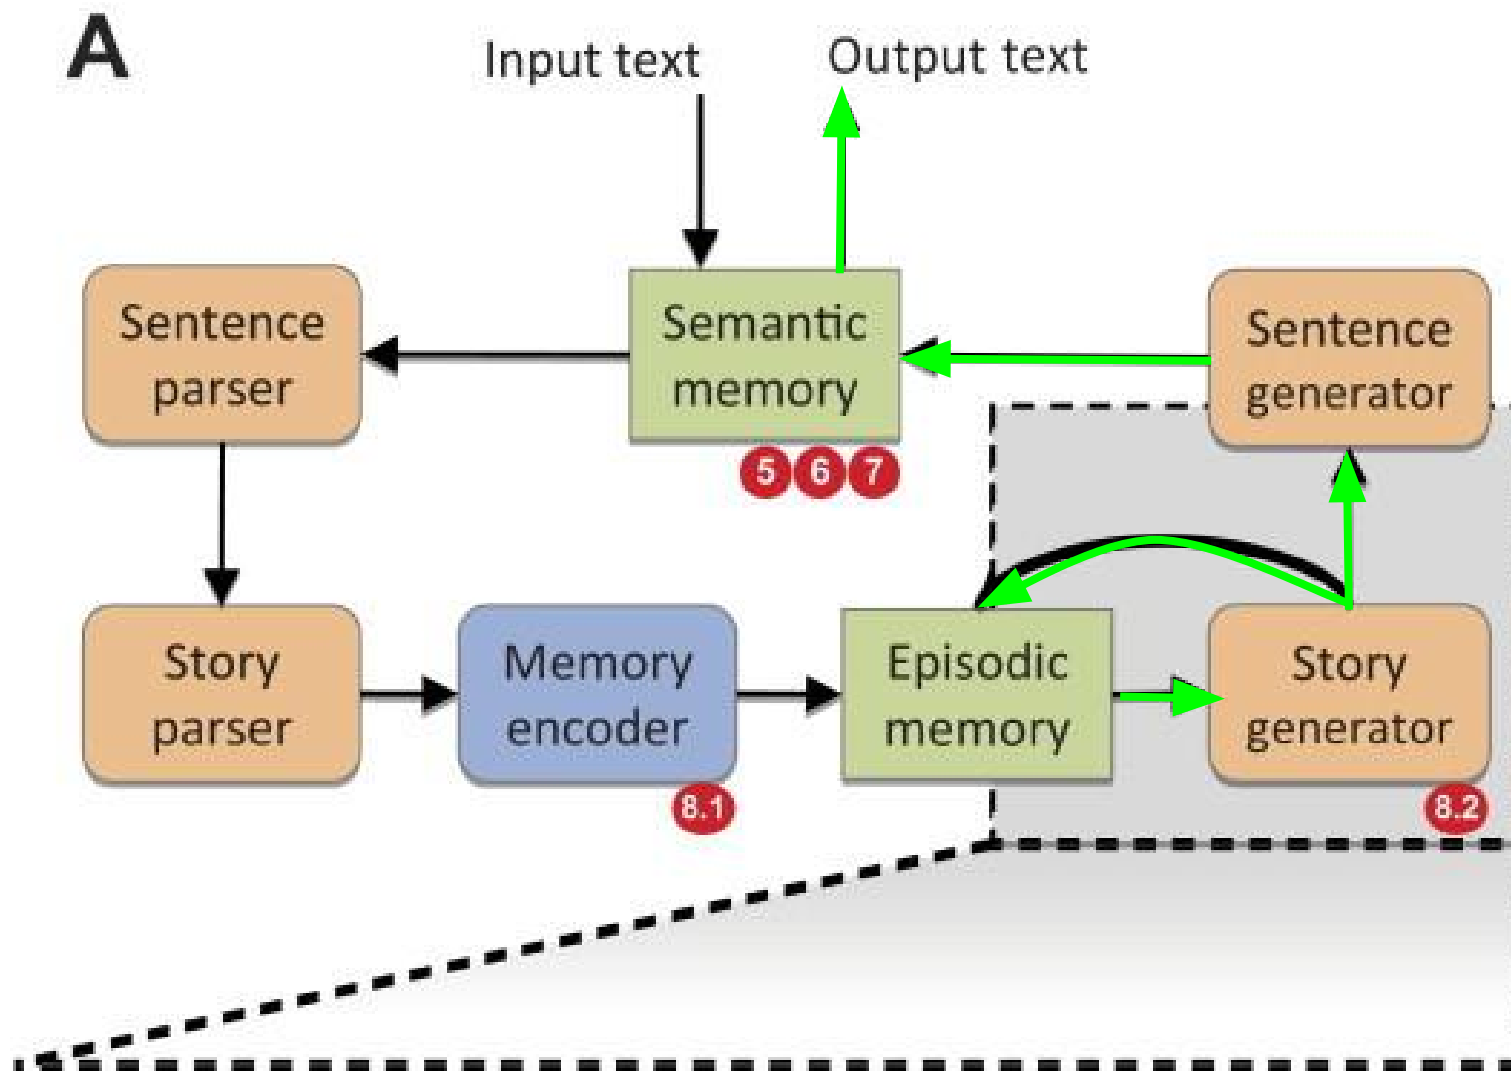 A
Input text
Output text
Sentence
parser
Semantic
memory
5 6 7
Sentence
generator
Story
parser
Memory
encoder
8.1
Episodic
memory
Story
generator
8.2